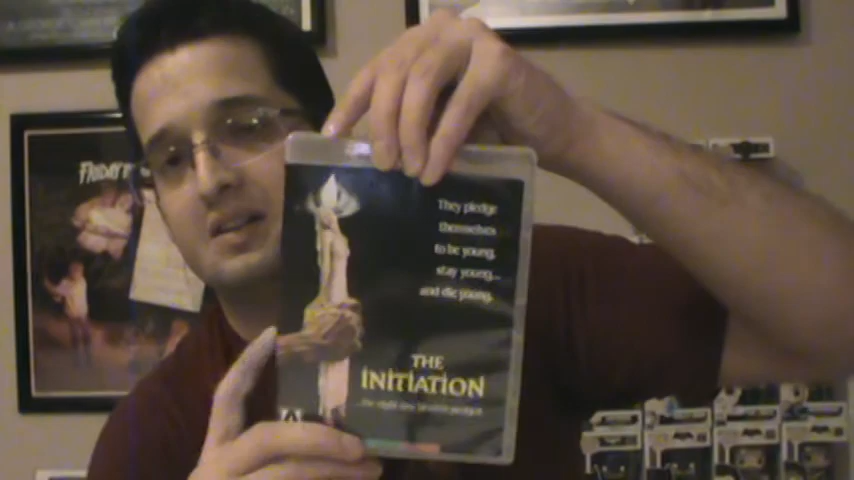 FRIDAY
They pledge
themselves
to be young,
stay young...
and die young.
THE
INITIATION